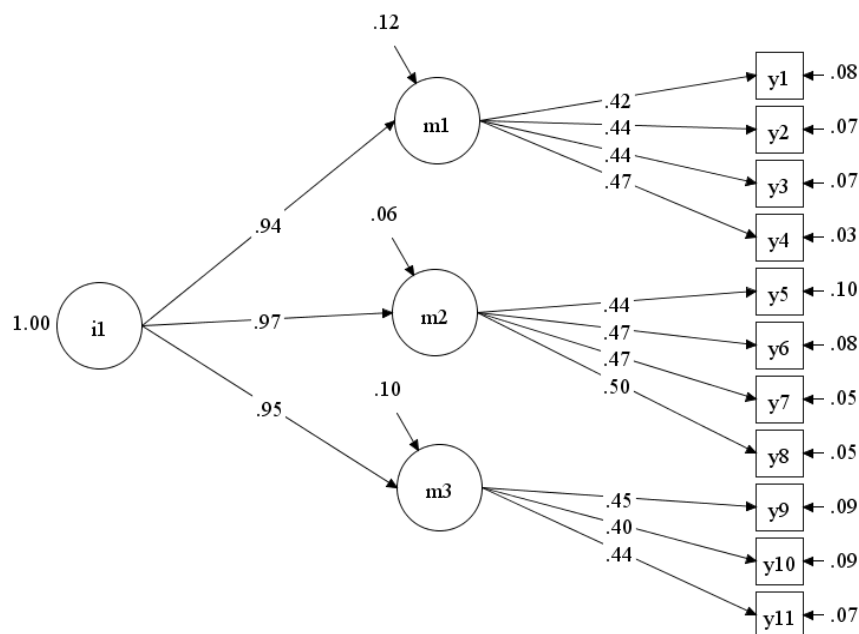 .12
m1
.42
.44
.44
.47
y1
.08
y2
.07
y3
.07
y4
.03
.94
.06
m2
.44
.47
.47
.50
y5
.10
y6
.08
y7
.05
y8
.05
1.00
i1
.97
.95
.10
m3
.45
.40
.44
y9
.09
y10
.09
y11
.07